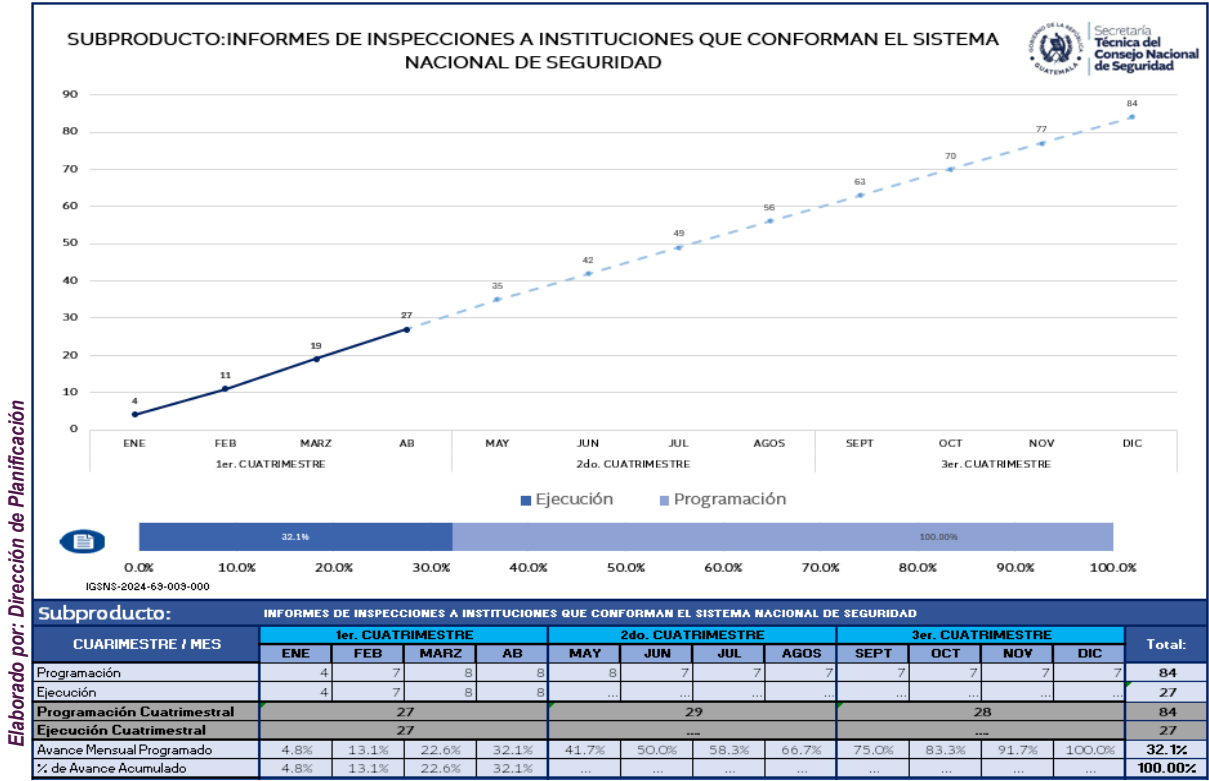 SUBPRODUCTO:INFORMES DE INSPECCIONES A INSTITUCIONES QUE CONFORMAN EL SISTEMA
NACIONAL DE SEGURIDAD
GOBIERNO DE LA REPÚBLICA
GUATEMALA
Secretaría
Técnica del
Consejo Nacional
de Seguridad
90
80
70
60
50
40
30
20
10
0
4
11
19
27
35
42
49
56
63
70
77
84
ENE FEB MARZ AB MAY JUN JUL AGOS SEPT OCT NOV DIC
1er. CUATRIMESTRE 2do. CUATRIMESTRE 3er. CUATRIMESTRE
Ejecución Programación
32.1% 100.00%
0.0% 10.0% 20.0% 30.0% 40.0% 50.0% 60.0% 70.0% 80.0% 90.0% 100.0%
IGSNS-2024-69-009-000
Elaborado por: Dirección de Planificación
Subproducto: INFORMES DE INSPECCIONES A INSTITUCIONES QUE CONFORMAN EL SISTEMA NACIONAL DE SEGURIDAD
CUARIMESTRE / MES 1er. CUATRIMESTRE 2do. CUATRIMESTRE 3er. CUATRIMESTRE Total:
ENE FEB MARZ AB MAY JUN JUL AGOS SEPT OCT NOV DIC
Programación 4 7 8 8 8 7 7 7 7 7 7 7 84
Ejecución 4 7 8 8 ... ... ... ... ... ... ... ... 27
Programación Cuatrimestral 27 29 28 84
Ejecución Cuatrimestral 27 .... .... 27
Avance Mensual Programado 4.8% 13.1% 22.6% 32.1% 41.7% 50.0% 58.3% 66.7% 75.0% 83.3% 91.7% 100.0% 32.1%
% de Avance Acumulado 4.8% 13.1% 22.6% 32.1% ... ... ... ... ... ... ... ... 100.00%